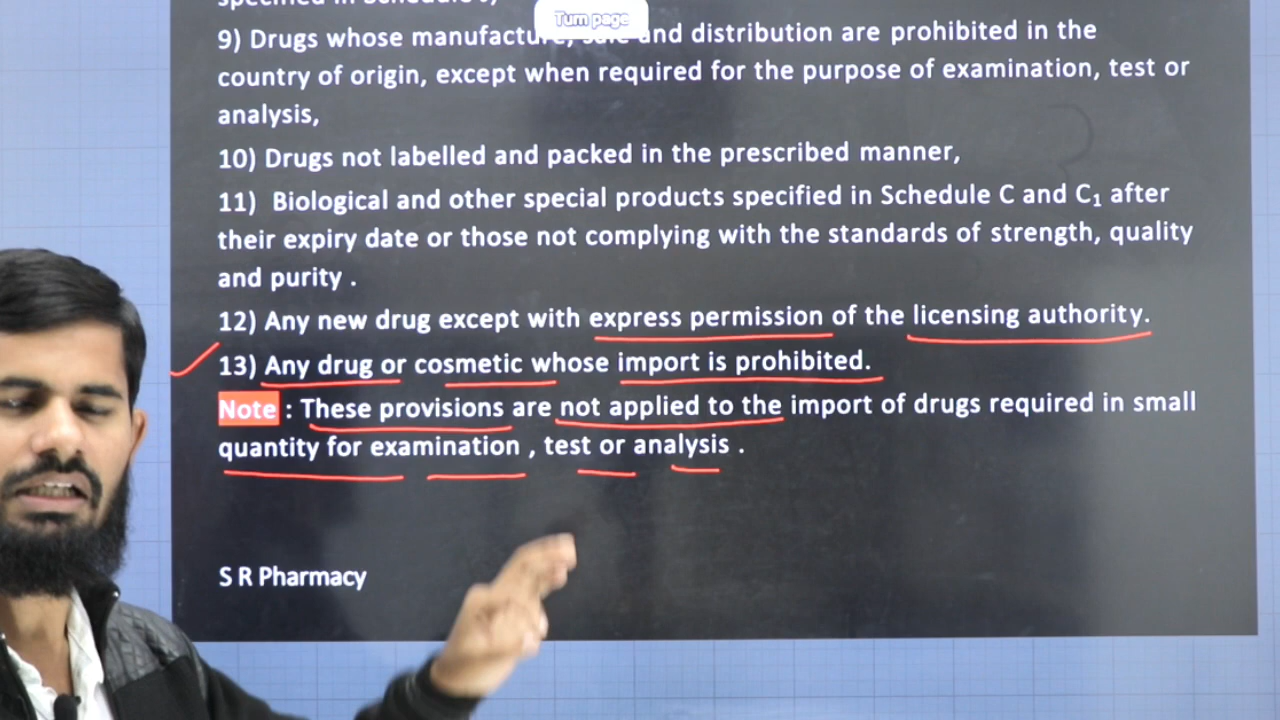 specified in Schedule
Turn page
9) Drugs whose manufacture, sale and distribution are prohibited in the
country of origin, except when required for the purpose of examination, test or
analysis,
10) Drugs not labelled and packed in the prescribed manner,
11) Biological and other special products specified in Schedule C and C₁ after
their expiry date or those not complying with the standards of strength, quality
and purity .
12) Any new drug except with express permission of the licensing authority.
13) Any drug or cosmetic whose import is prohibited.
Note : These provisions are not applied to the import of drugs required in small
quantity for examination , test or analysis .
S R Pharmacy